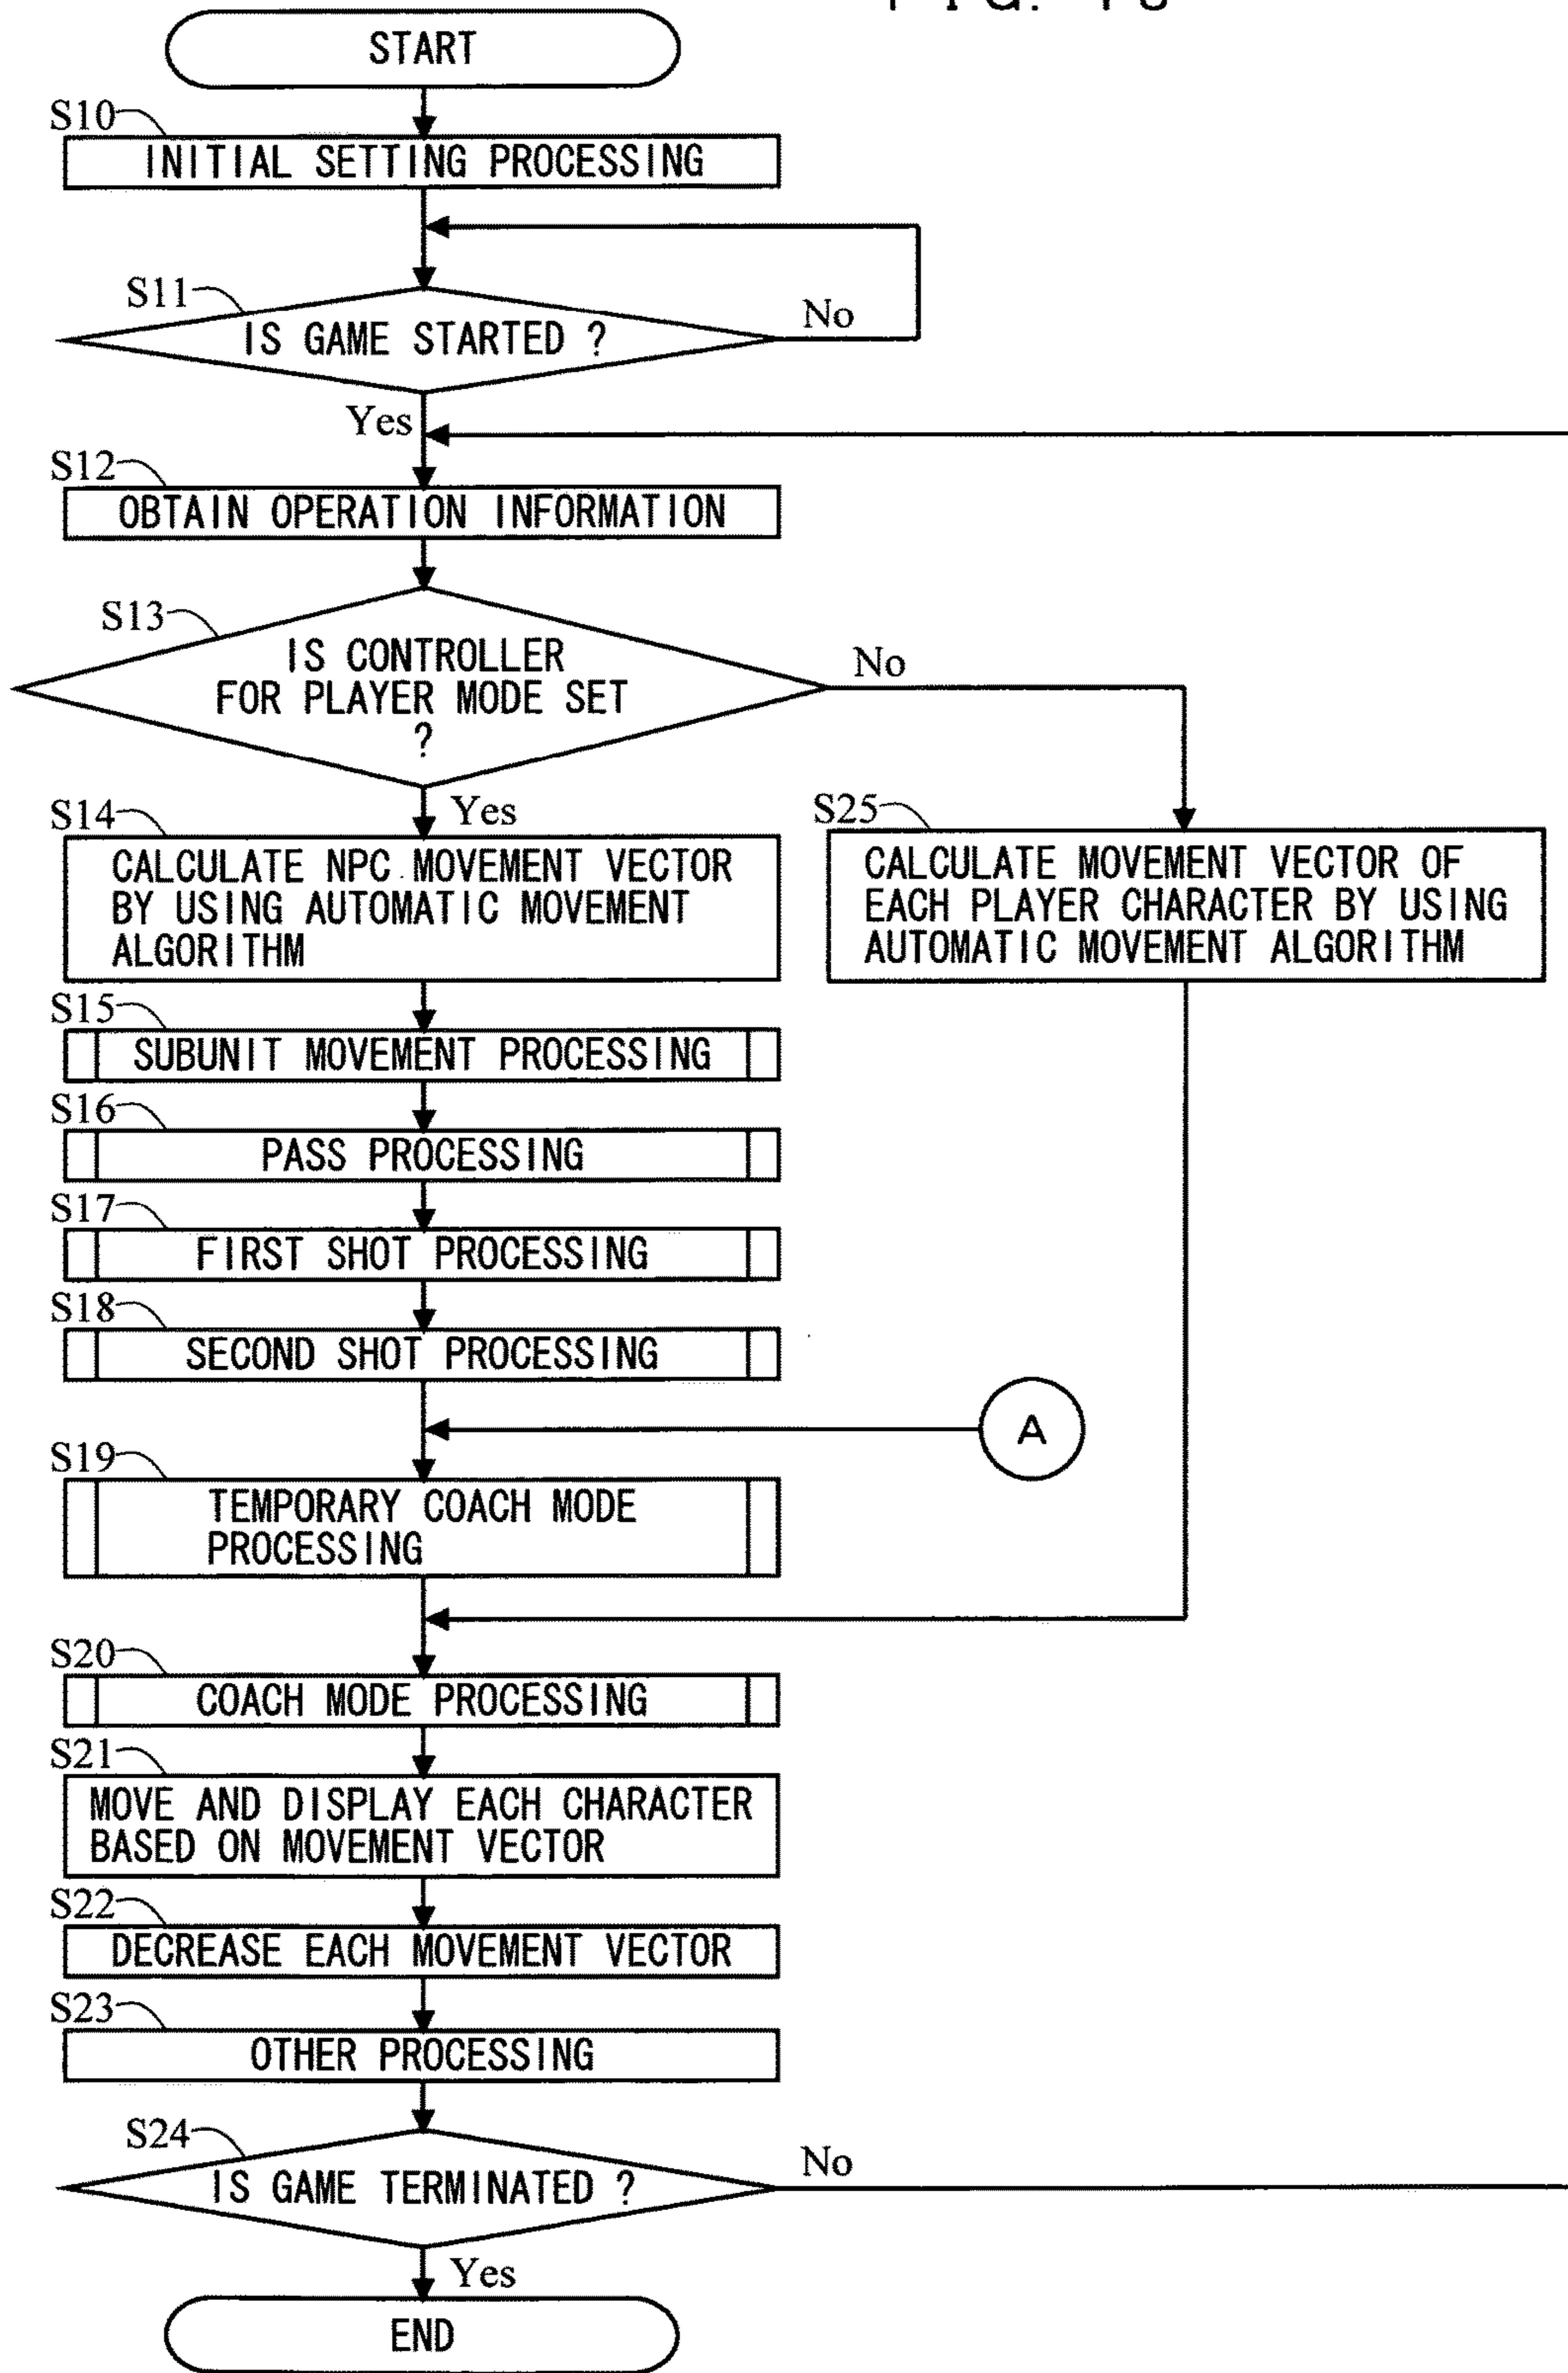 START
S10
INITIAL SETTING PROCESSING
S11
IS GAME STARTED ?
No
Yes
S12
OBTAIN OPERATION INFORMATION
S13
IS CONTROLLER
FOR PLAYER MODE SET
?
No
Yes
S14
CALCULATE NPC MOVEMENT VECTOR
BY USING AUTOMATIC MOVEMENT
ALGORITHM
S25
CALCULATE MOVEMENT VECTOR OF
EACH PLAYER CHARACTER BY USING
AUTOMATIC MOVEMENT ALGORITHM
S15
SUBUNIT MOVEMENT PROCESSING
S16
PASS PROCESSING
S17
FIRST SHOT PROCESSING
S18
SECOND SHOT PROCESSING
A
S19
TEMPORARY COACH MODE
PROCESSING
S20
COACH MODE PROCESSING
S21
MOVE AND DISPLAY EACH CHARACTER
BASED ON MOVEMENT VECTOR
S22
DECREASE EACH MOVEMENT VECTOR
S23
OTHER PROCESSING
S24
IS GAME TERMINATED ?
No
Yes
END